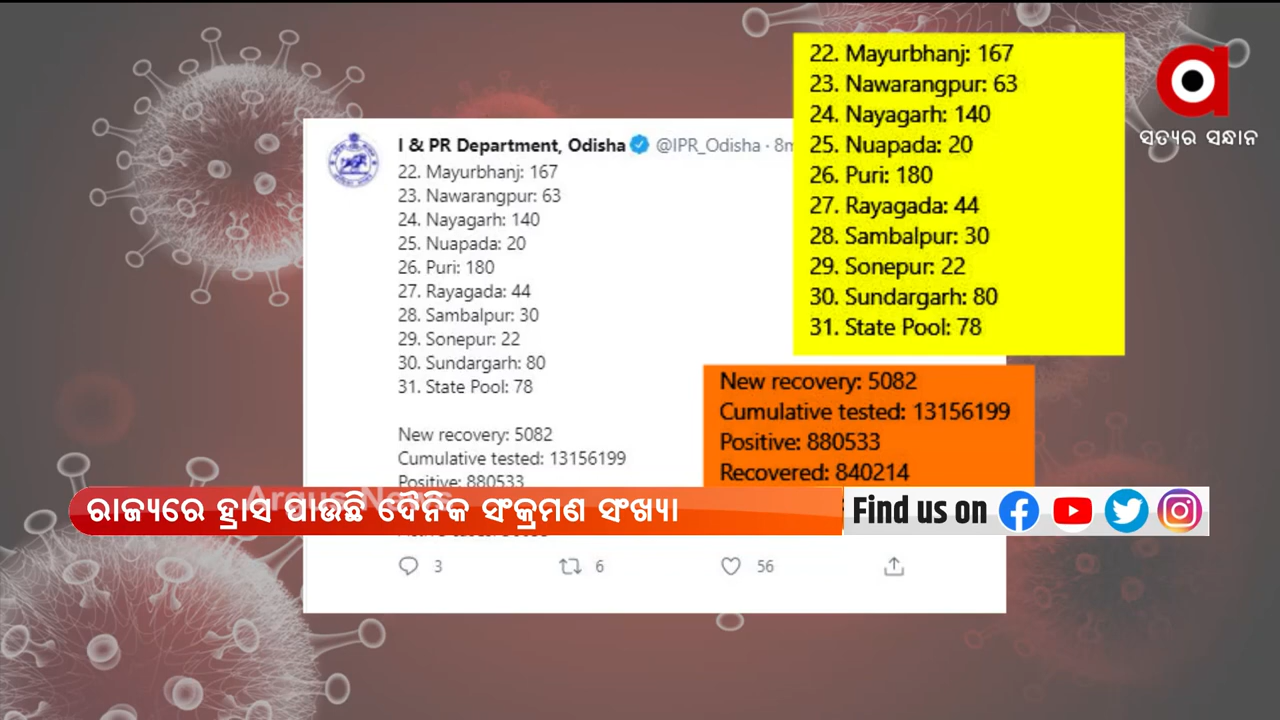 I & PR Department, Odisha @IPR_Odisha · 8m
22. Mayurbhanj: 167
23. Nawarangpur: 63
24. Nayagarh: 140
25. Nuapada: 20
26. Puri: 180
27. Rayagada: 44
28. Sambalpur: 30
29. Sonepur: 22
30. Sundargarh: 80
31. State Pool: 78
New recovery: 5082
Cumulative tested: 13156199
Positive: 880533
3 6 56
22. Mayurbhanj: 167
23. Nawarangpur: 63
24. Nayagarh: 140
25. Nuapada: 20
26. Puri: 180
27. Rayagada: 44
28. Sambalpur: 30
29. Sonepur: 22
30. Sundargarh: 80
31. State Pool: 78
New recovery: 5082
Cumulative tested: 13156199
Positive: 880533
Recovered: 840214
ସତ୍ୟର ସନ୍ଧାନ
Argus News
ରାଜ୍ୟରେ ହ୍ରାସ ପାଉଛି ଦୈନିକ ସଂକ୍ରମଣ ସଂଖ୍ୟା
Find us on